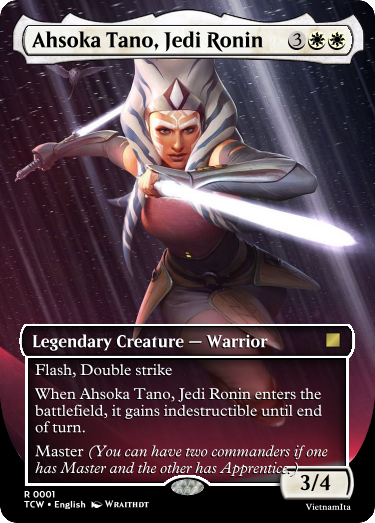 Ahsoka Tano, Jedi Ronin 3
Legendary Creature — Warrior
Flash, Double strike
When Ahsoka Tano, Jedi Ronin enters the
battlefield, it gains indestructible until end
of turn.
Master (You can have two commanders if one
has Master and the other has Apprentice.)
3/4
R 0001
TCW • English Wraithdt
VietnamIta